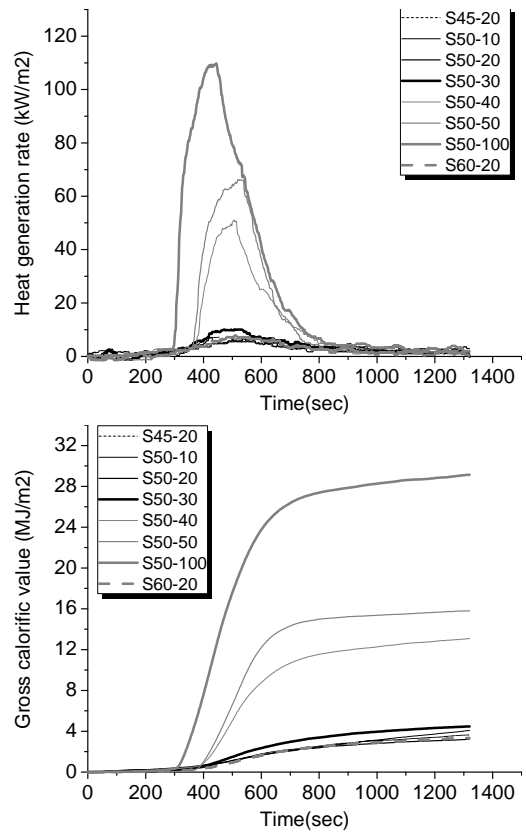 Heat generation rate (kW/m2)
120
100
80
60
40
20
0
S45-20
S50-10
S50-20
S50-30
S50-40
S50-50
S50-100
S60-20
0 200 400 600 800 1000 1200 1400
Time(sec)
Gross calorific value (MJ/m2)
32
28
24
20
16
12
8
4
0
S45-20
S50-10
S50-20
S50-30
S50-40
S50-50
S50-100
S60-20
0 200 400 600 800 1000 1200 1400
Time(sec)